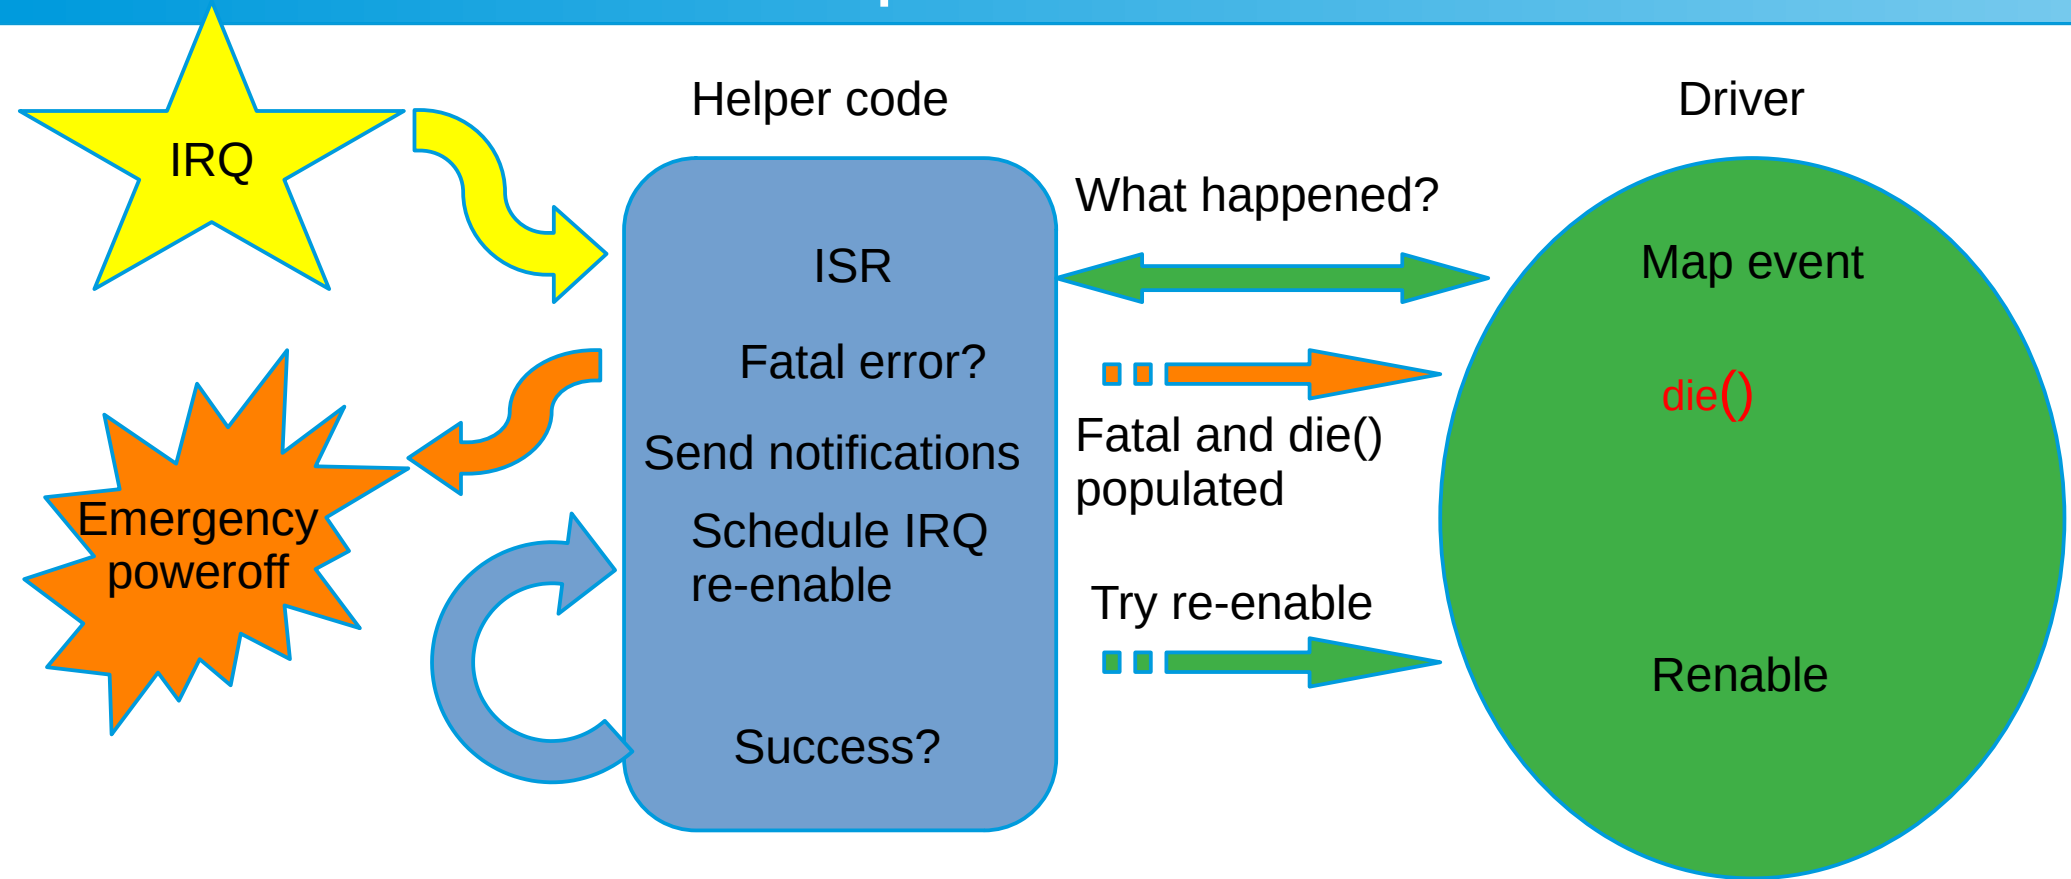 Helper code
Driver
IRQ
What happened?
ISR
Map event
Fatal error?
die()
Fatal and die()
populated
Send notifications
Emergency
poweroff
Schedule IRQ
re-enable
Try re-enable
Renable
Success?